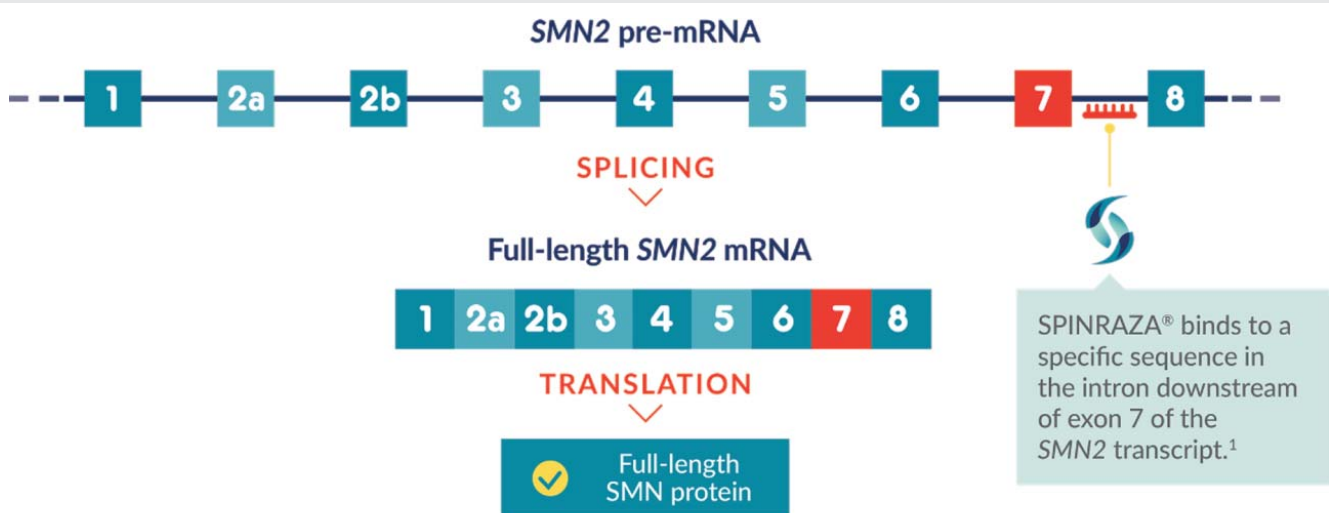 SMN2 pre-mRNA
1 2a 2b 3 4 5 6 7 8
SPLICING
Full-length SMN2 mRNA
1 2a 2b 3 4 5 6 7 8
TRANSLATION
Full-length
SMN protein
SPINRAZA® binds to a
specific sequence in
the intron downstream
of exon 7 of the
SMN2 transcript.¹